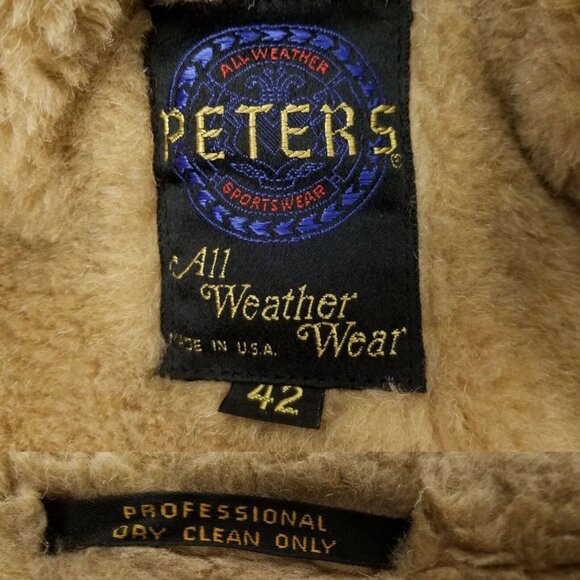 ALL-WEATHER
PETERS®
SPORTSWEAR
All
Weather
Wear
MADE IN U.S.A.
42
PROFESSIONAL
DRY CLEAN ONLY